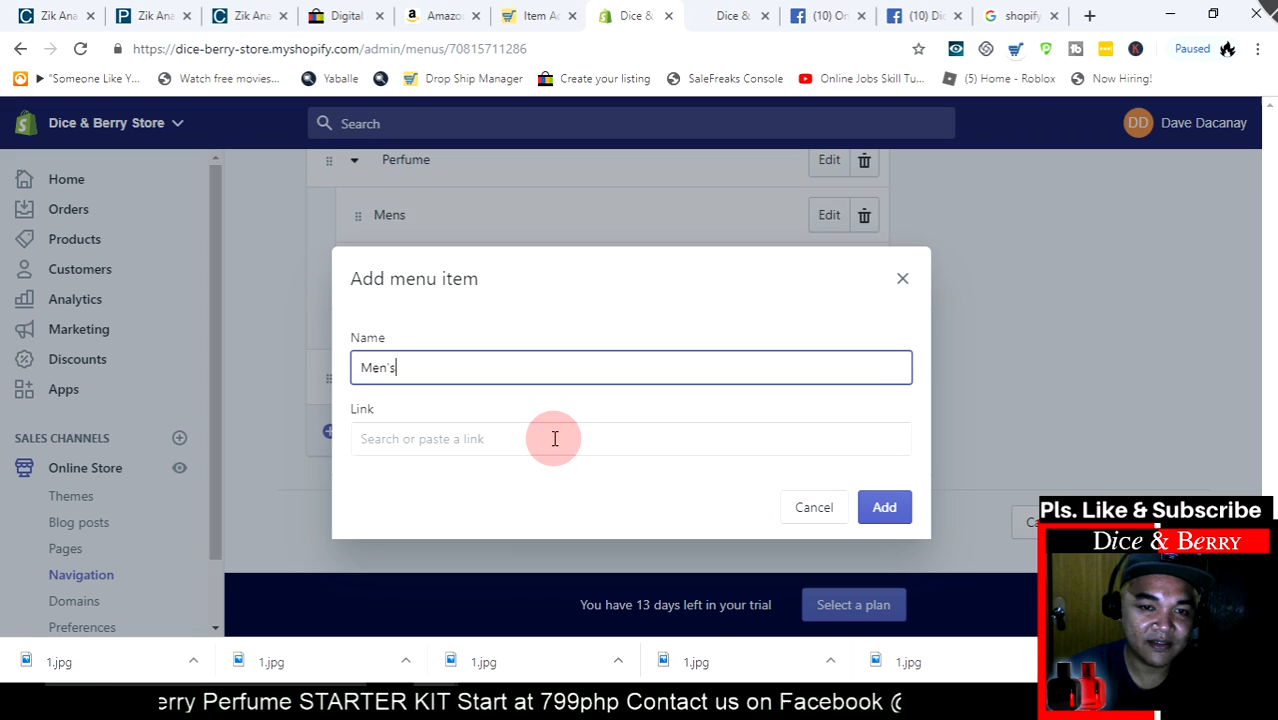 Zik Ana
Zik Ana
Zik Ana
Digital
Amazon
Item Ac
Dice &
Dice &
(10) On
(10) Dic
shopify
https://dice-berry-store.myshopify.com/admin/menus/70815711286
Paused
"Someone Like Y...
Watch free movies...
Yaballe
Drop Ship Manager
Create your listing
SaleFreaks Console
Online Jobs Skill Tu...
(5) Home - Roblox
Now Hiring!
Dice & Berry Store
Search
DD
Dave Dacanay
Home
Orders
Products
Customers
Analytics
Marketing
Discounts
Apps
SALES CHANNELS
Online Store
Themes
Blog posts
Pages
Navigation
Domains
Preferences
Perfume
Edit
Mens
Edit
Add menu item
Name
Men's
Link
Search or paste a link
Cancel
Add
You have 13 days left in your trial
Select a plan
Pls. Like & Subscribe
Dice & Berry
1.jpg
1.jpg
1.jpg
1.jpg
1.jpg
erry Perfume STARTER KIT Start at 799php Contact us on Facebook @